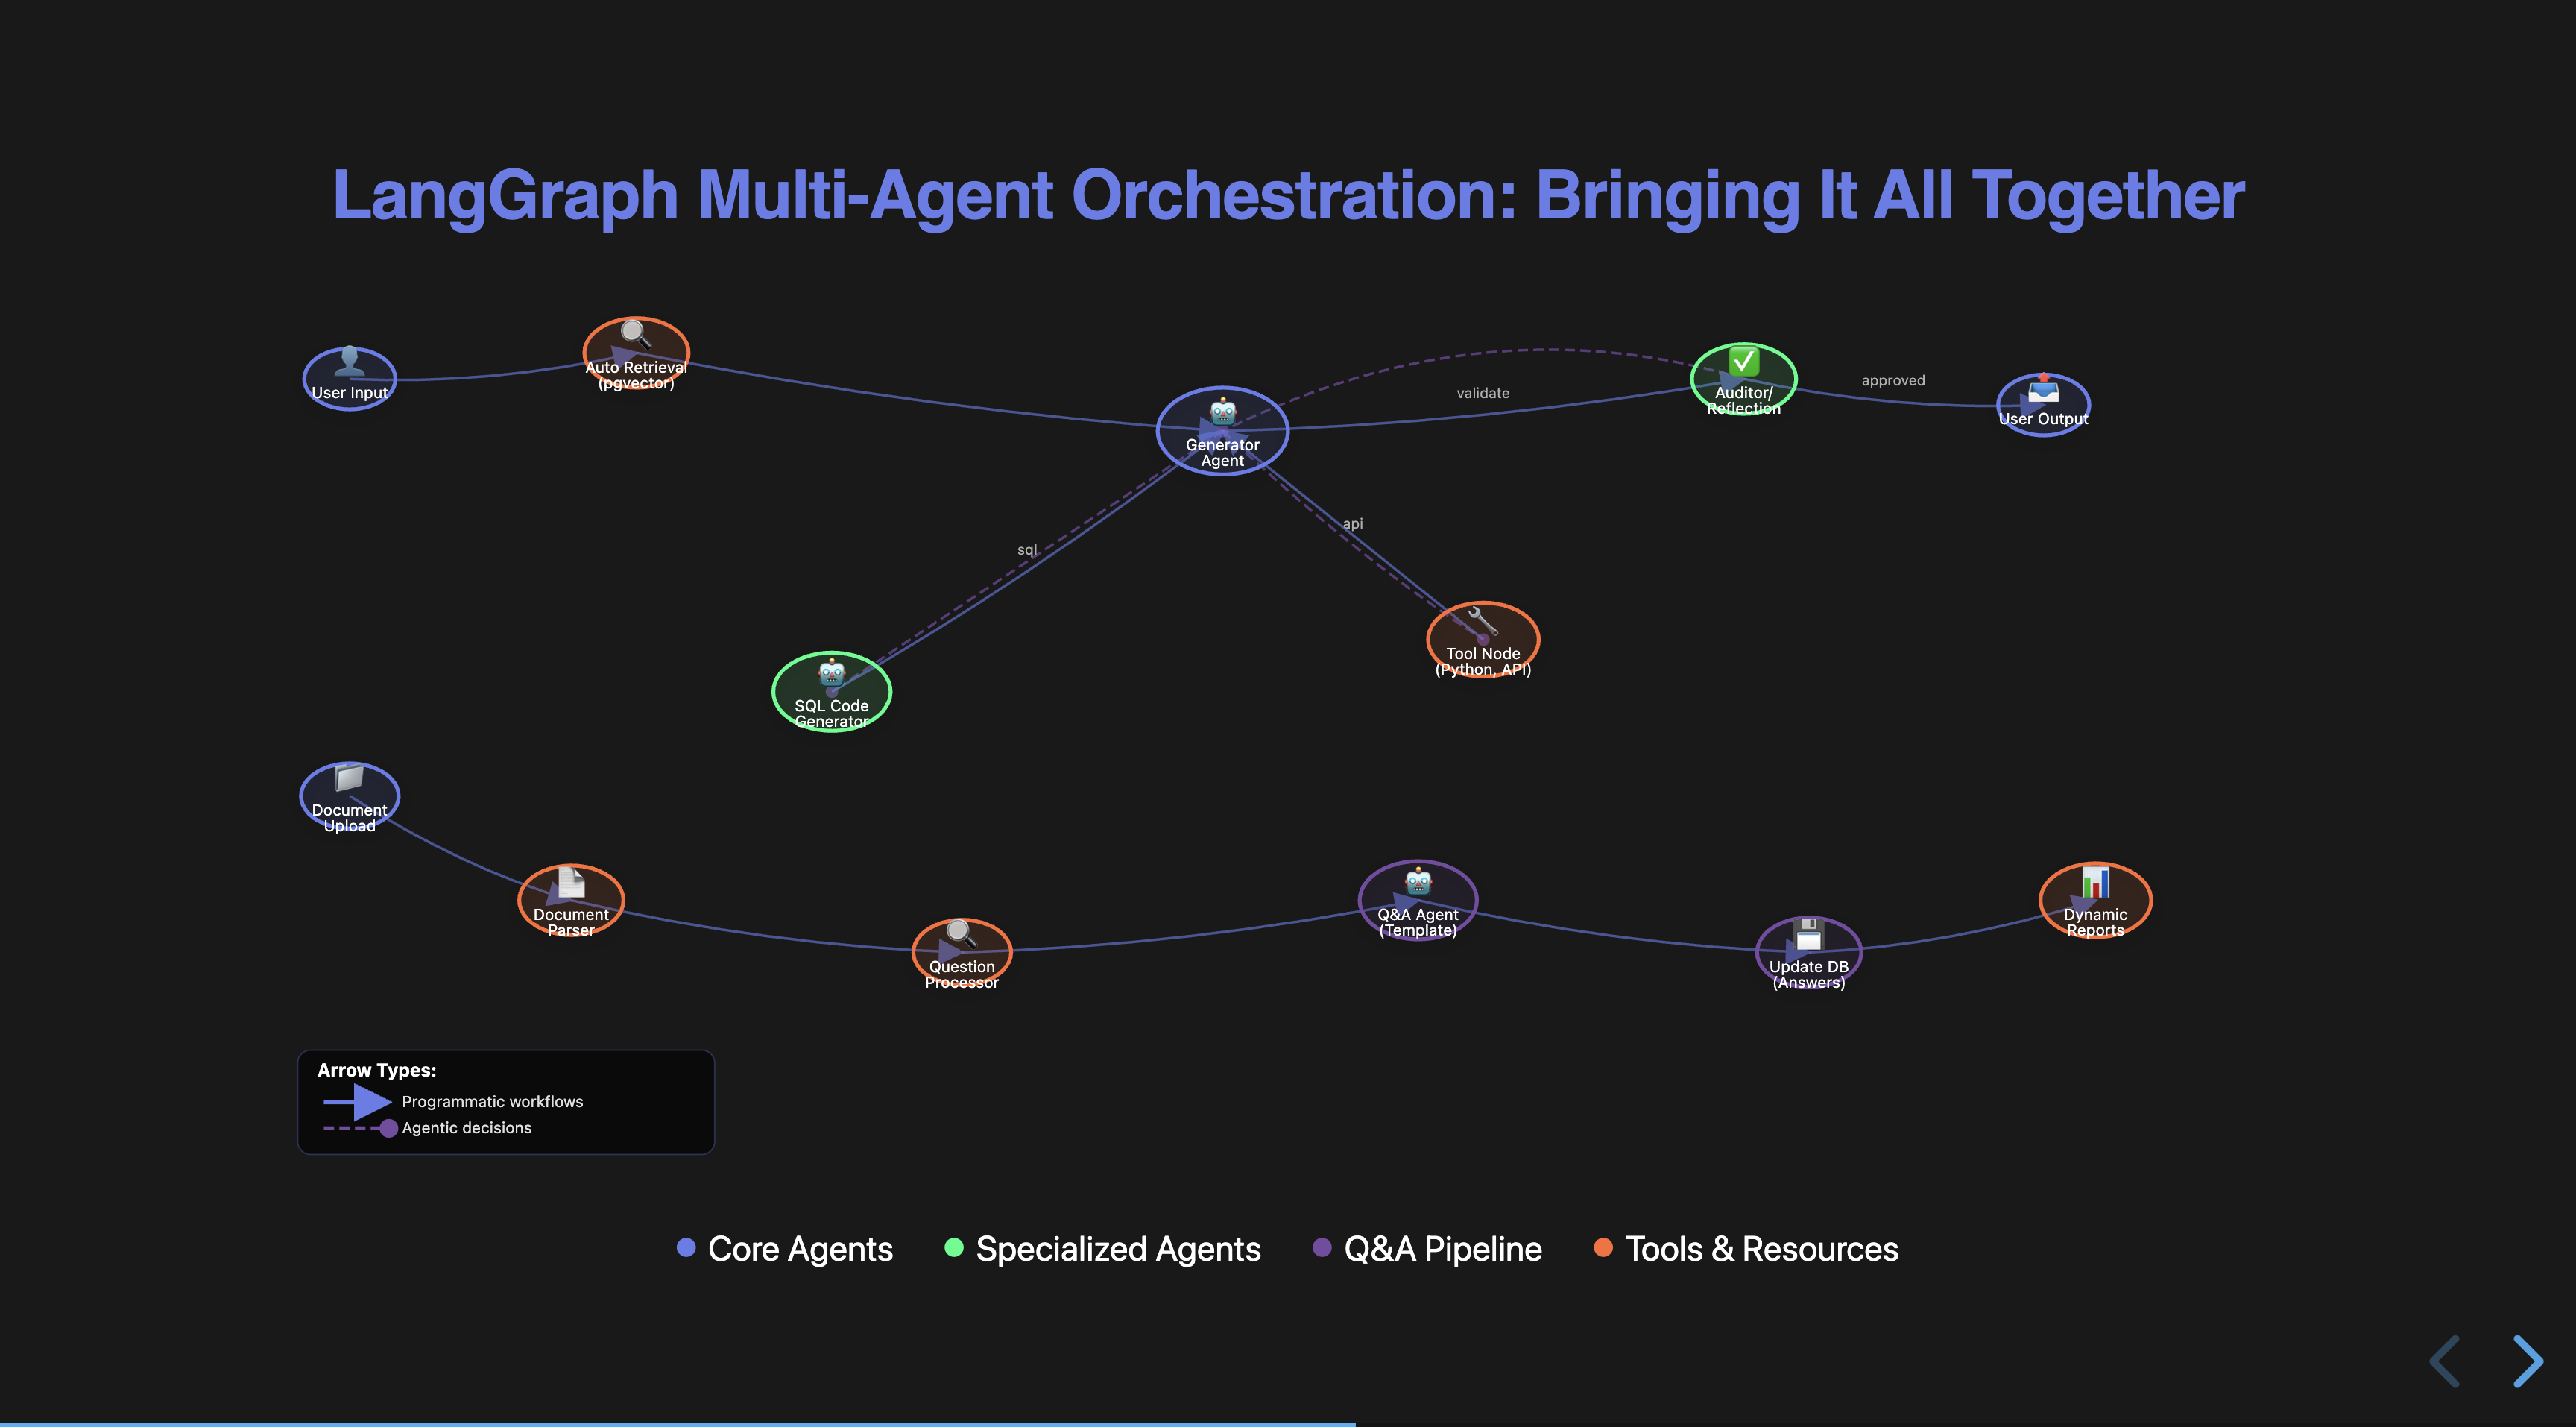 LangGraph Multi-Agent Orchestration: Bringing It All Together
User Input
Auto Retrieval
(pgvector)
Generator
Agent
validate
Auditor/
Reflection
approved
User Output
sql
api
SQL Code
Generator
Tool Node
(Python, API)
Document
Upload
Document
Parser
Question
Processor
Q&A Agent
(Template)
Update DB
(Answers)
Dynamic
Reports
Arrow Types:
Programmatic workflows
Agentic decisions
Core Agents
Specialized Agents
Q&A Pipeline
Tools & Resources